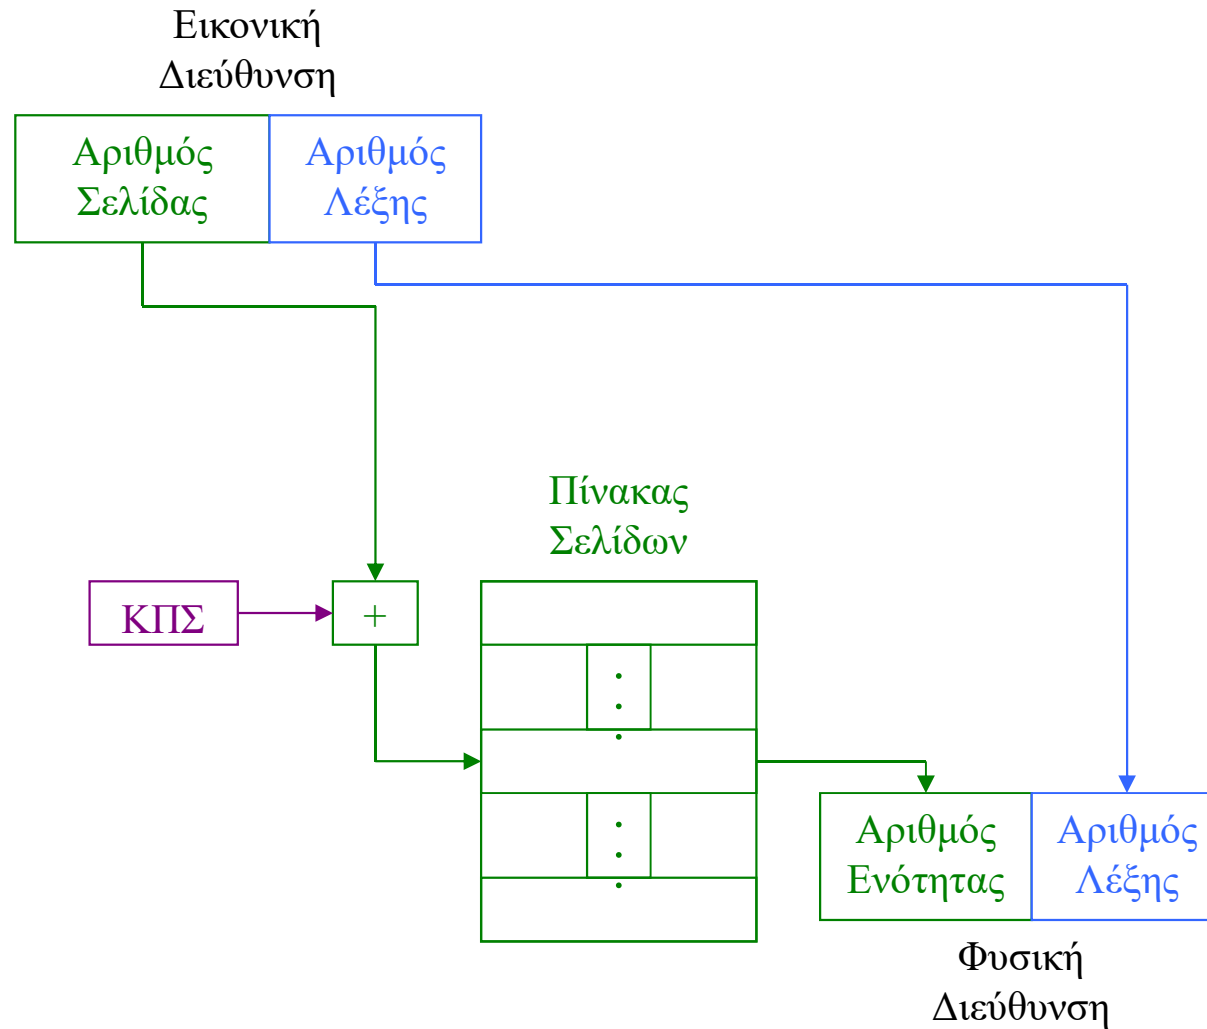 Εικονική
Διεύθυνση
Αριθμός
Σελίδας
Αριθμός
Λέξης
Πίνακας
Σελίδων
ΚΠΣ
+
Αριθμός
Ενότητας
Αριθμός
Λέξης
Φυσική
Διεύθυνση